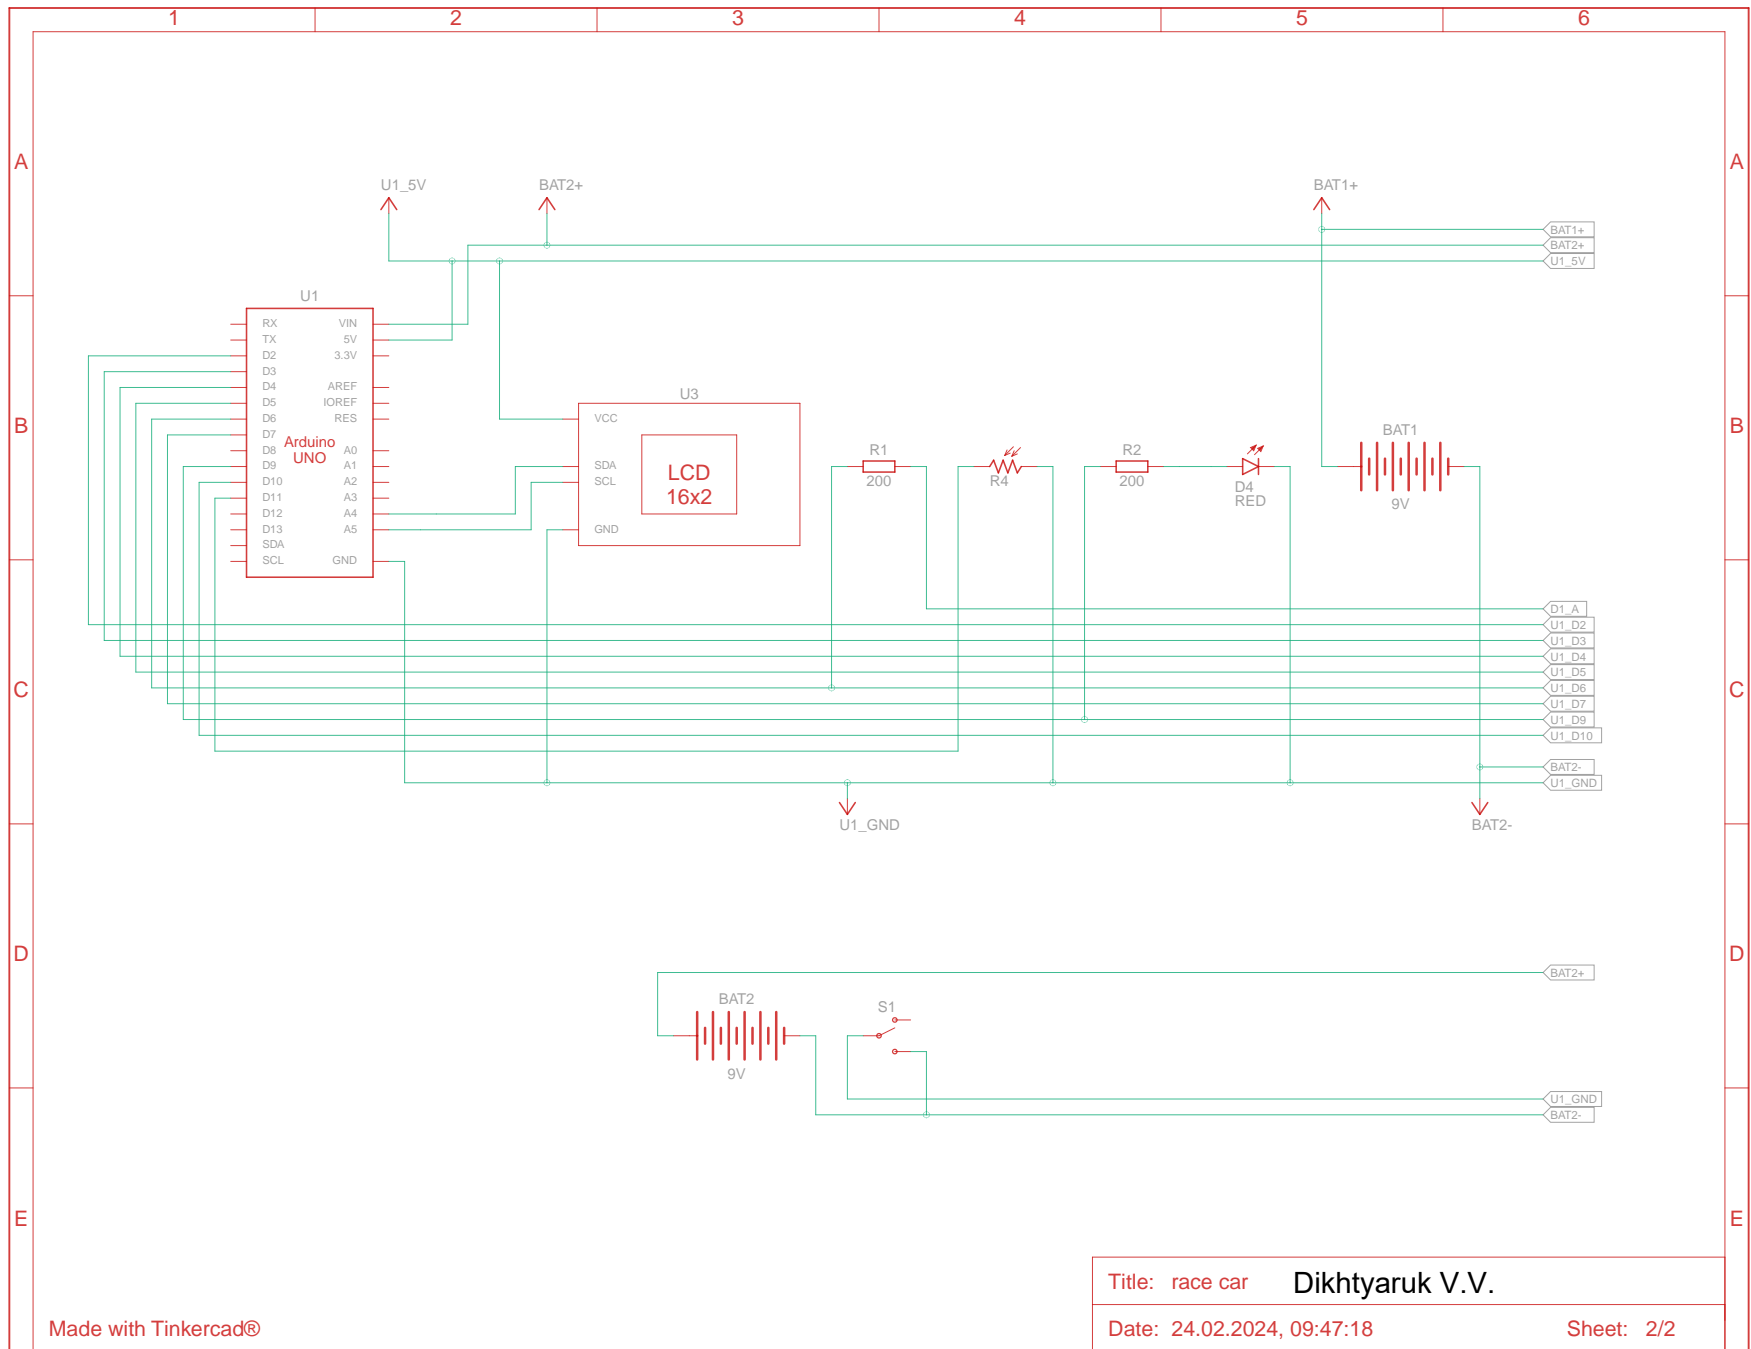 1 2 3 4 5 6
A A
U1_5V BAT2+ BAT1+
BAT1+
BAT2+
U1_5V
U1
RX VIN
TX 5V
D2 3.3V
D3
D4 AREF
D5 IOREF
D6 RES
D7
D8 A0
D9 A1
D10 A2
D11 A3
D12 A4
D13 A5
SDA
SCL GND
Arduino
UNO
B B
U3
VCC
SDA
SCL
GND
LCD
16x2
R1
200
R4
R2
200
D4
RED
BAT1
9V
C C
D1_A
U1_D2
U1_D3
U1_D4
U1_D5
U1_D6
U1_D7
U1_D9
U1_D10
BAT2-
U1_GND
U1_GND BAT2-
D D
BAT2+
BAT2
9V
S1
U1_GND
BAT2-
E E
Title: race car Dikhtyaruk V.V.
Date: 24.02.2024, 09:47:18 Sheet: 2/2
Made with Tinkercad®